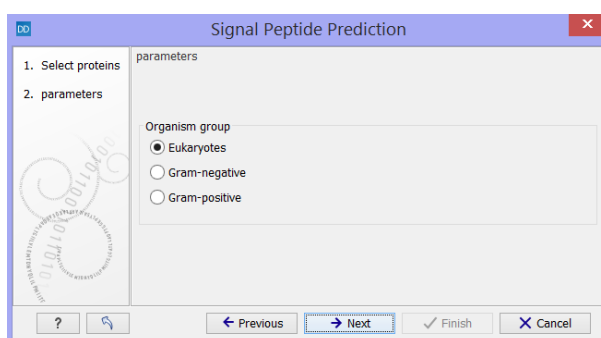 DD
Signal Peptide Prediction
1. Select proteins
2. parameters
parameters
Organism group
Eukaryotes
Gram-negative
Gram-positive
? Previous Next Finish Cancel